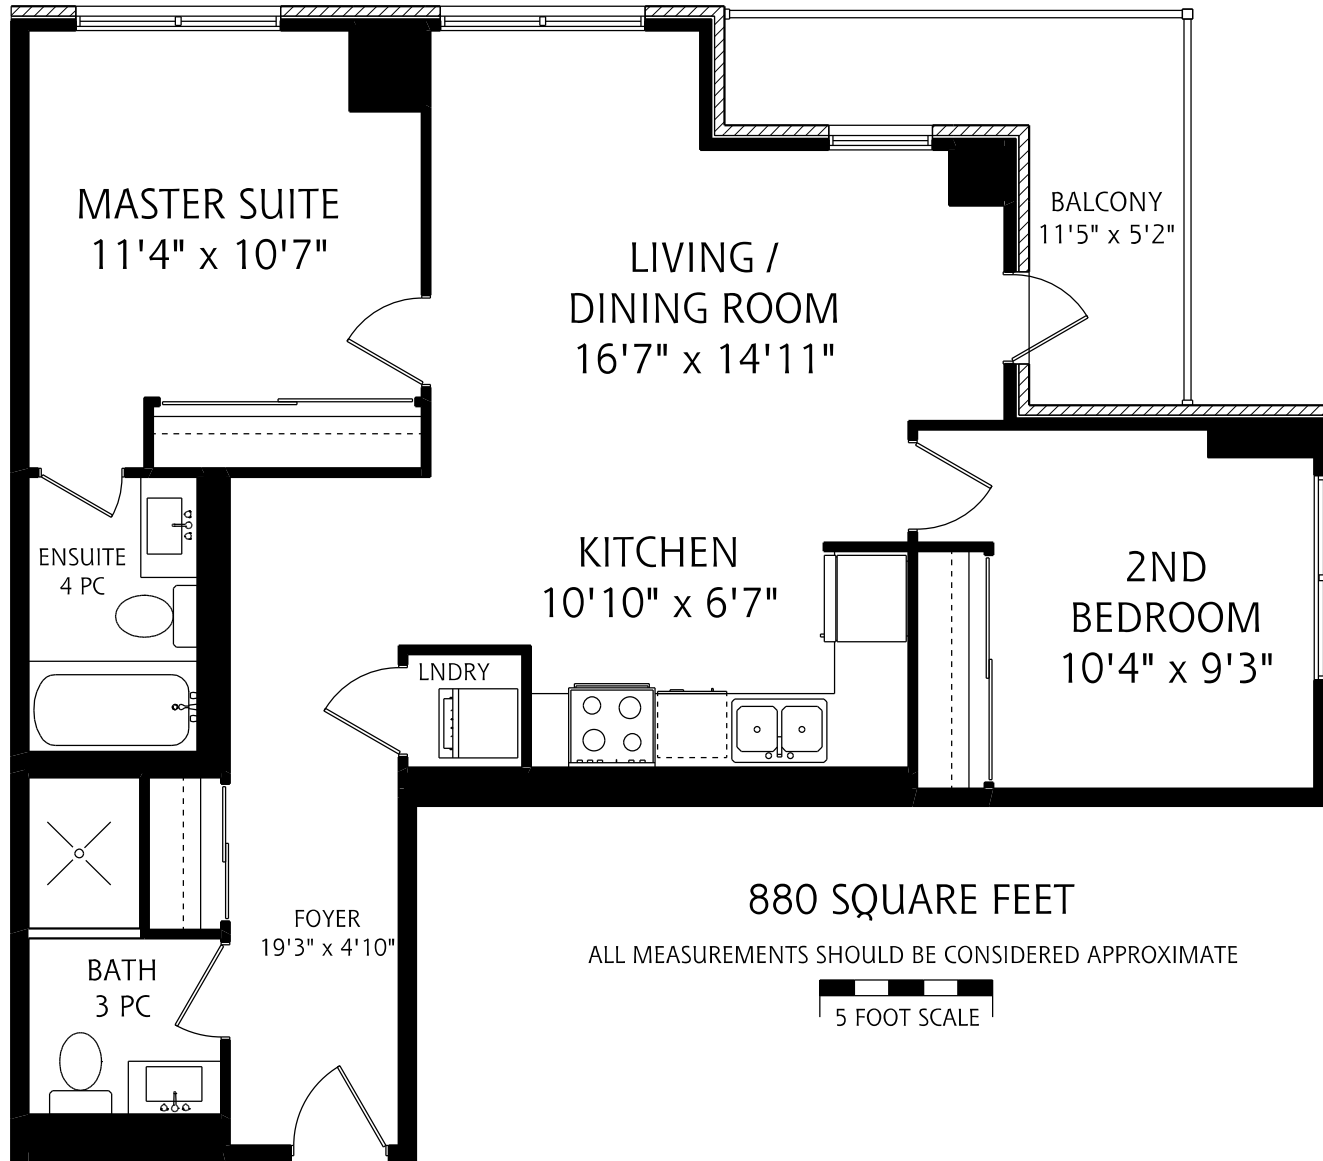 MASTER SUITE
11'4" x 10'7"
LIVING /
DINING ROOM
16'7" x 14'11"
BALCONY
11'5" x 5'2"
ENSUITE
4 PC
KITCHEN
10'10" x 6'7"
2ND
BEDROOM
10'4" x 9'3"
LNDRY
FOYER
19'3" x 4'10"
BATH
3 PC
880 SQUARE FEET
ALL MEASUREMENTS SHOULD BE CONSIDERED APPROXIMATE
5 FOOT SCALE